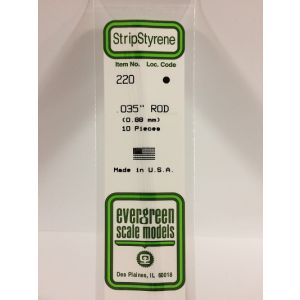 StripStyrene
Item No. Loc. Code
220
.035" ROD
(0.88 mm)
10 Pieces
Made in U.S.A.
evergreen
scale models
Des Plaines, IL 60018